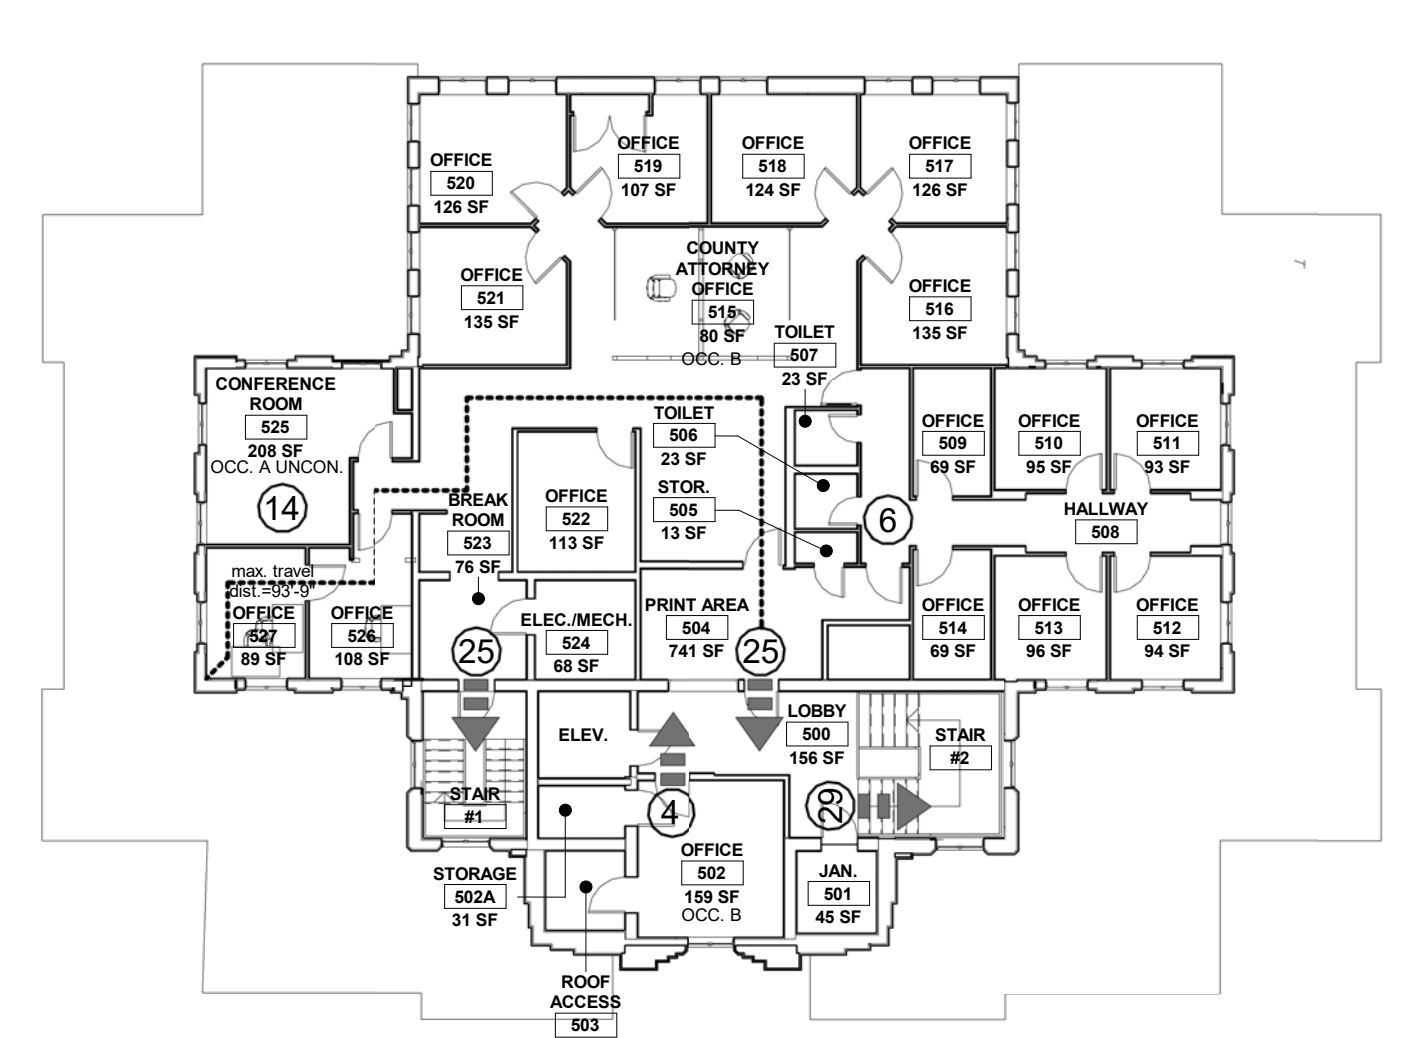 OFFICE
519
107 SF
OFFICE
518
124 SF
OFFICE
517
126 SF
OFFICE
520
126 SF
COUNTY
ATTORNEY
OFFICE
515
80 SF
OCC. B
OFFICE
521
135 SF
OFFICE
516
135 SF
TOILET
507
23 SF
CONFERENCE
ROOM
525
208 SF
OCC. A UNCON.
14
TOILET
506
23 SF
STOR.
505
13 SF
OFFICE
509
69 SF
OFFICE
510
95 SF
OFFICE
511
93 SF
BREAK
ROOM
523
76 SF
OFFICE
522
113 SF
6
HALLWAY
508
max. travel
dist.=93'-9"
OFFICE
527
89 SF
OFFICE
526
108 SF
25
ELEC./MECH.
524
68 SF
PRINT AREA
504
741 SF
25
OFFICE
514
69 SF
OFFICE
513
96 SF
OFFICE
512
94 SF
ELEV.
LOBBY
500
156 SF
STAIR
#2
STAIR
#1
4
29
OFFICE
502
159 SF
OCC. B
STORAGE
502A
31 SF
JAN.
501
45 SF
ROOF
ACCESS
503